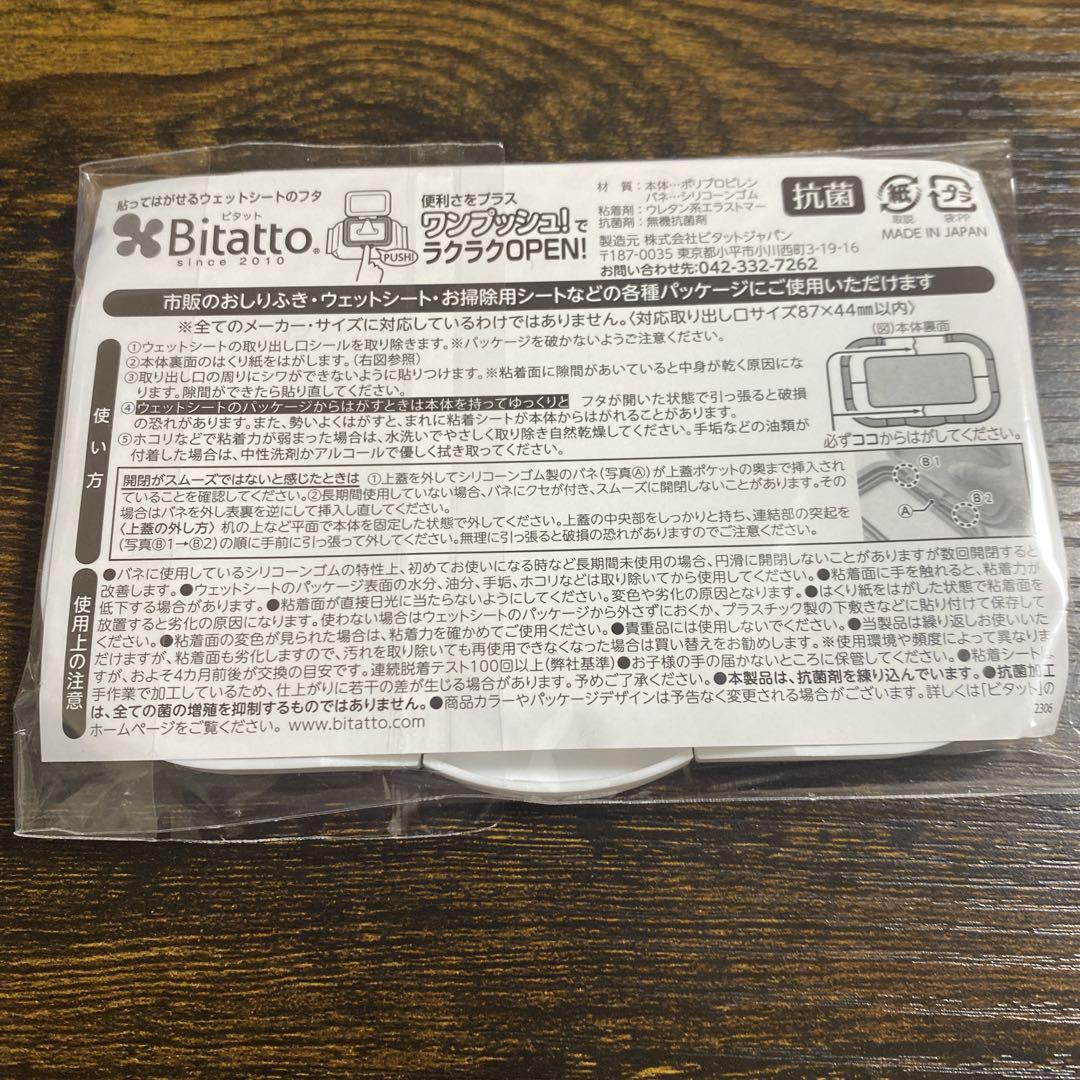 貼ってはがせるウェットシートのフタ
ビタット
Bitatto®
since 2010
便利さをプラス
ワンプッシュ!で
ラクラクOPEN!
PUSH!
材 質:本体…ポリプロピレン
バネ…シリコーンゴム
粘着剤:ウレタン系エラストマー
抗菌剤:無機抗菌剤
製造元 株式会社ビタットジャパン
〒187-0035 東京都小平市小川西町3-19-16
お問い合わせ先:042-332-7262
抗菌
紙
取説
プラ
袋:PP
MADE IN JAPAN
市販のおしりふき・ウェットシート・お掃除用シートなどの各種パッケージにご使用いただけます
※全てのメーカー・サイズに対応しているわけではありません。〈対応取り出し口サイズ87×44㎜以内〉
使い方
①ウェットシートの取り出し口シールを取り除きます。※パッケージを破かないようご注意ください。
②本体裏面のはくり紙をはがします。(右図参照)
③取り出し口の周りにシワができないように貼りつけます。※粘着面に隙間があいていると中身が乾く原因にな
ります。隙間ができたら貼り直してください。
④ウェットシートのパッケージからはがすときは本体を持ってゆっくりと フタが開いた状態で引っ張ると破損
の恐れがあります。また、勢いよくはがすと、まれに粘着シートが本体からはがれることがあります。
⑤ホコリなどで粘着力が弱まった場合は、水洗いでやさしく取り除き自然乾燥してください。手垢などの油類が
付着した場合は、中性洗剤かアルコールで優しく拭き取ってください。
(図)本体裏面
必ずココからはがしてください。
開閉がスムーズではないと感じたときは ①上蓋を外してシリコーンゴム製のバネ(写真Ⓐ)が上蓋ポケットの奥まで挿入され
ていることを確認してください。②長期間使用していない場合、バネにクセが付き、スムーズに開閉しないことがあります。その
場合はバネを外し表裏を逆にして挿入し直してください。
〈上蓋の外し方〉机の上など平面で本体を固定した状態で外してください。上蓋の中央部をしっかりと持ち、連結部の突起を
(写真Ⓑ1→Ⓑ2)の順に手前に引っ張って外してください。無理に引っ張ると破損の恐れがありますのでご注意ください。
Ⓑ1
Ⓐ
Ⓑ2
使用上の注意
●バネに使用しているシリコーンゴムの特性上、初めてお使いになる時など長期間未使用の場合、円滑に開閉しないことがありますが数回開閉すると
改善します。●ウェットシートのパッケージ表面の水分、油分、手垢、ホコリなどは取り除いてから使用してください。●粘着面に手を触れると、粘着力が
低下する場合があります。●粘着面が直接日光に当たらないようにしてください。変色や劣化の原因となります。●はくり紙をはがした状態で粘着面を
放置すると劣化の原因になります。使わない場合はウェットシートのパッケージから外さずにおくか、プラスチック製の下敷きなどに貼り付けて保存して
ください。●粘着面の変色が見られた場合は、粘着力を確かめてご使用ください。●貴重品には使用しないでください。●当製品は繰り返しお使いいた
だけますが、粘着面も劣化しますので、汚れを取り除いても再使用できなくなった場合は買い替えをお勧めします。※使用環境や頻度によって異なりま
すが、およそ4カ月前後が交換の目安です。連続脱着テスト100回以上(弊社基準)●お子様の手の届かないところに保管してください。●粘着シート
手作業で加工しているため、仕上がりに若干の差が生じる場合があります。予めご了承ください。●本製品は、抗菌剤を練り込んでいます。●抗菌加工
は、全ての菌の増殖を抑制するものではありません。●商品カラーやパッケージデザインは予告なく変更される場合がございます。詳しくは「ビタット」の
ホームページをご覧ください。 www.bitatto.com
2306